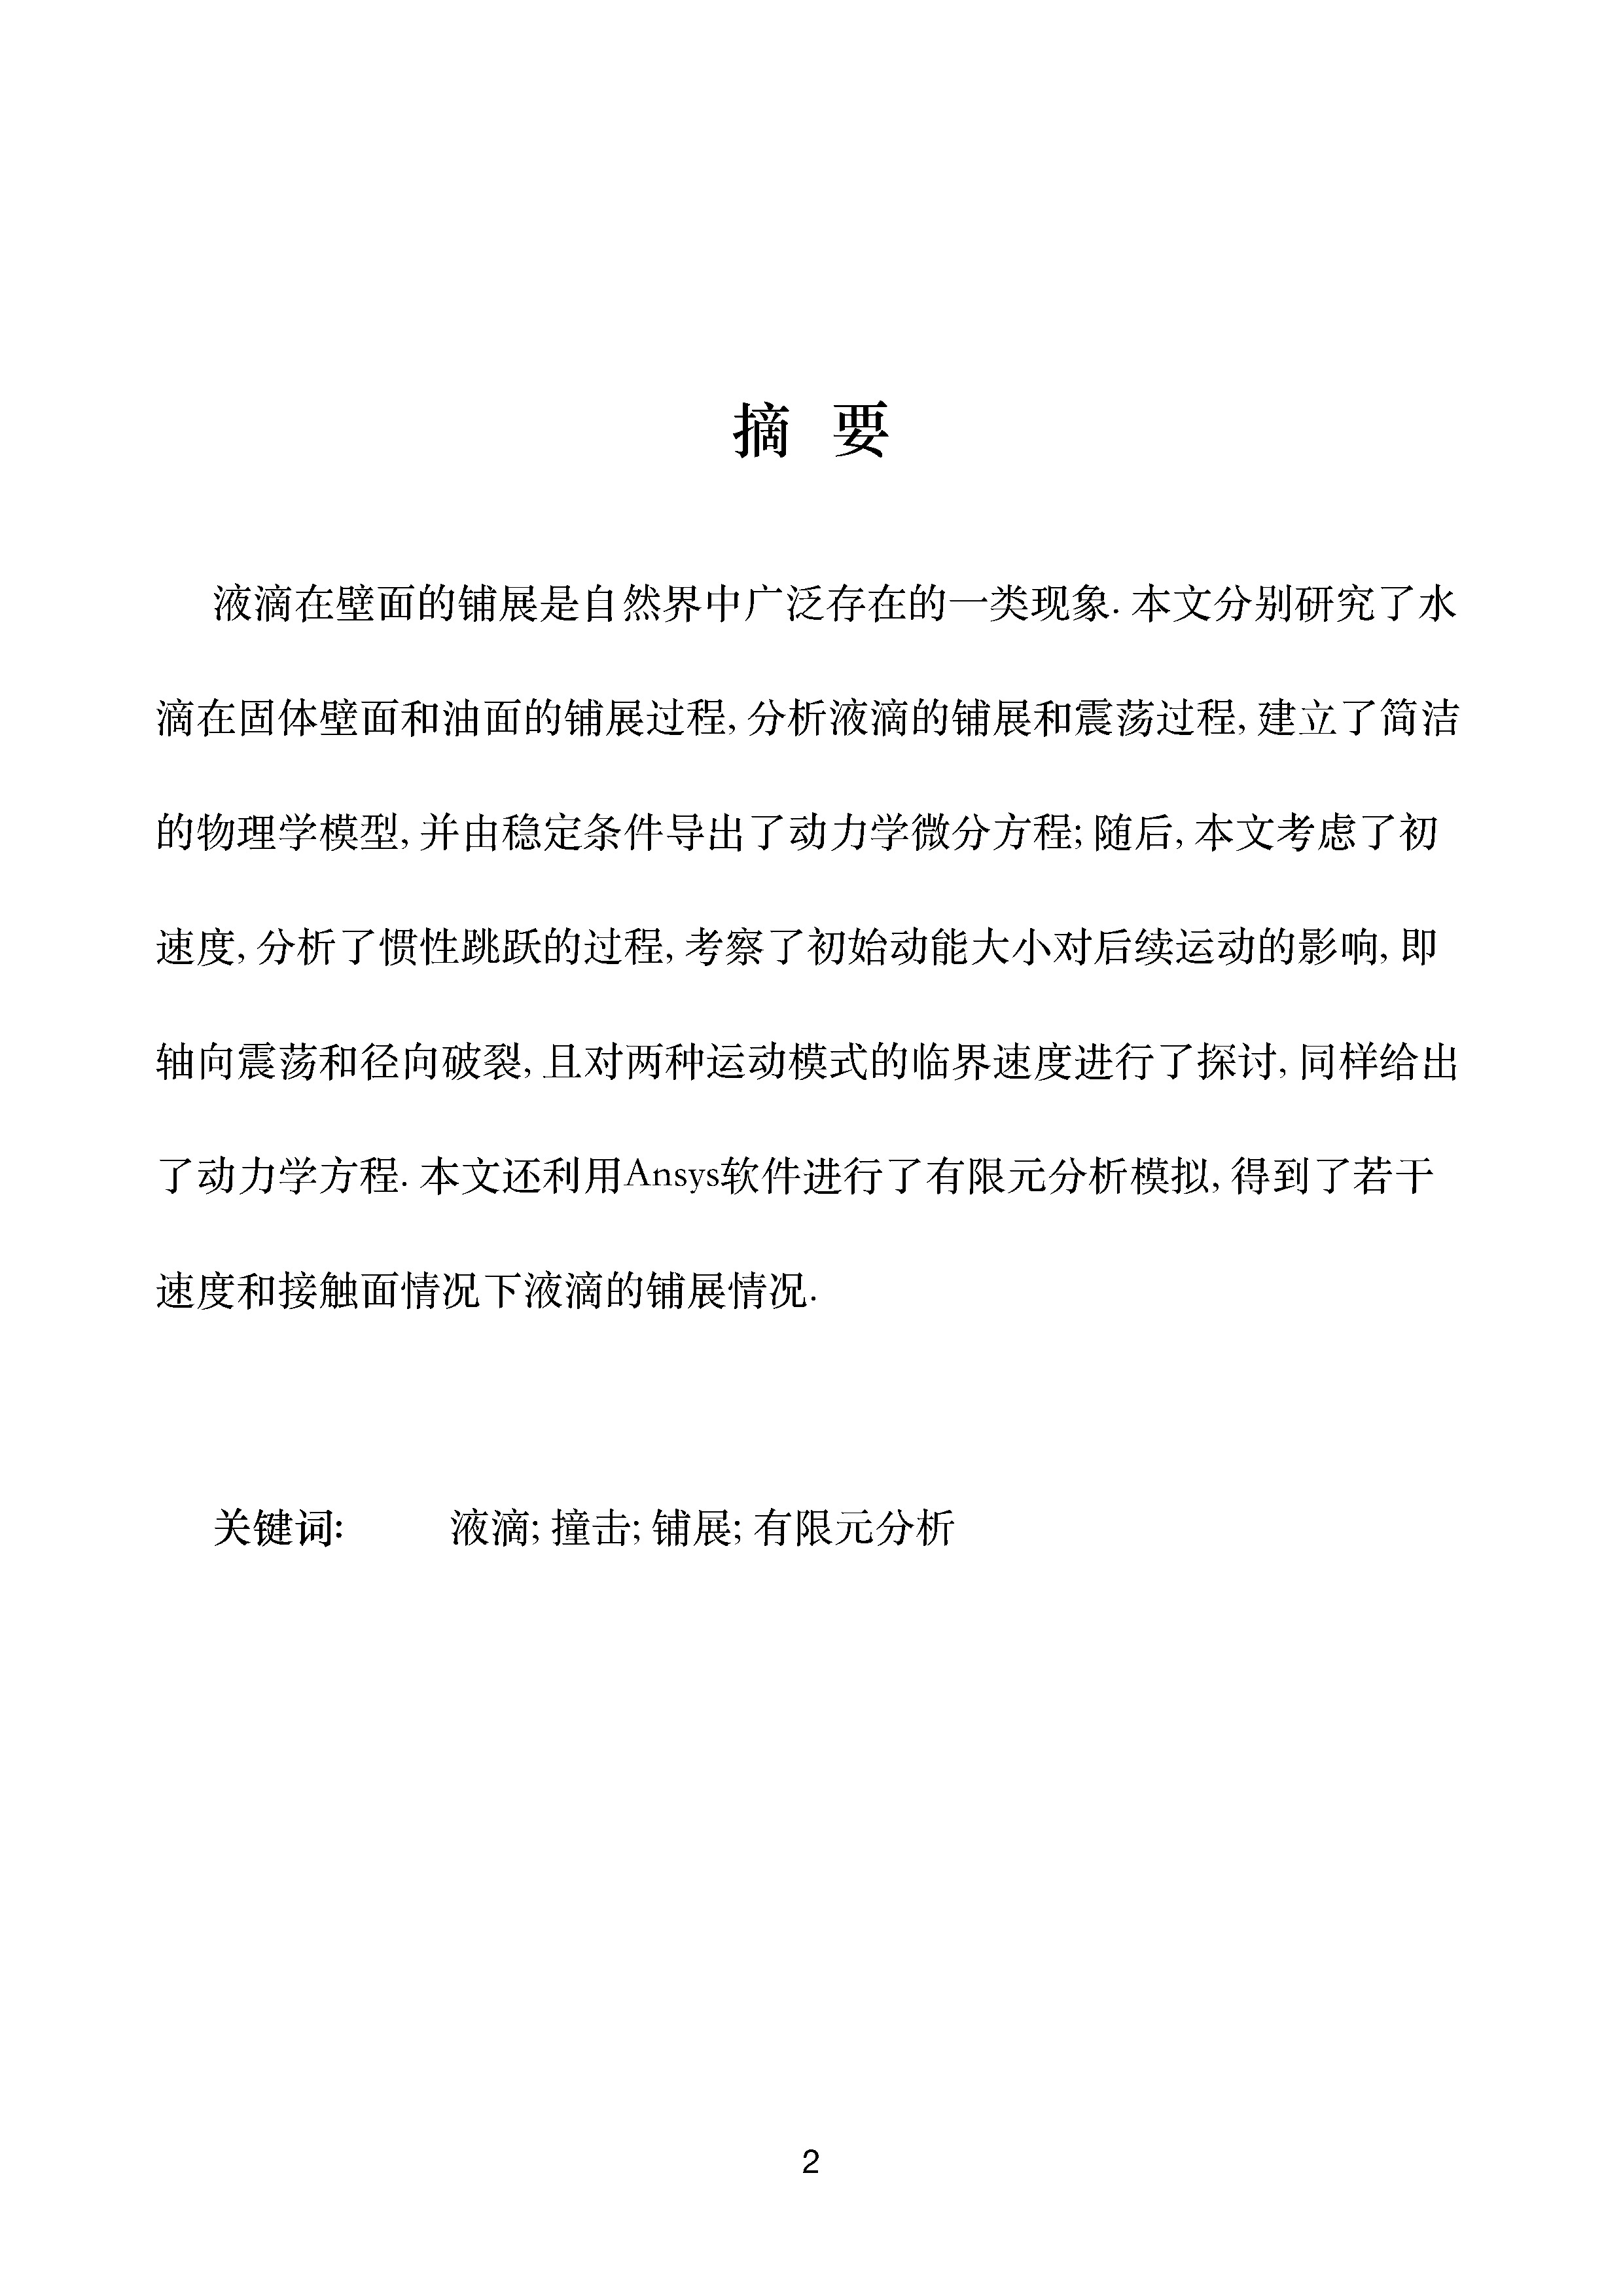 摘 要
液滴在壁面的铺展是自然界中广泛存在的一类现象. 本文分别研究了水
滴在固体壁面和油面的铺展过程, 分析液滴的铺展和震荡过程, 建立了简洁
的物理学模型, 并由稳定条件导出了动力学微分方程; 随后, 本文考虑了初
速度, 分析了惯性跳跃的过程, 考察了初始动能大小对后续运动的影响, 即
轴向震荡和径向破裂, 且对两种运动模式的临界速度进行了探讨, 同样给出
了动力学方程. 本文还利用Ansys软件进行了有限元分析模拟, 得到了若干
速度和接触面情况下液滴的铺展情况.
关键词: 液滴; 撞击; 铺展; 有限元分析
2